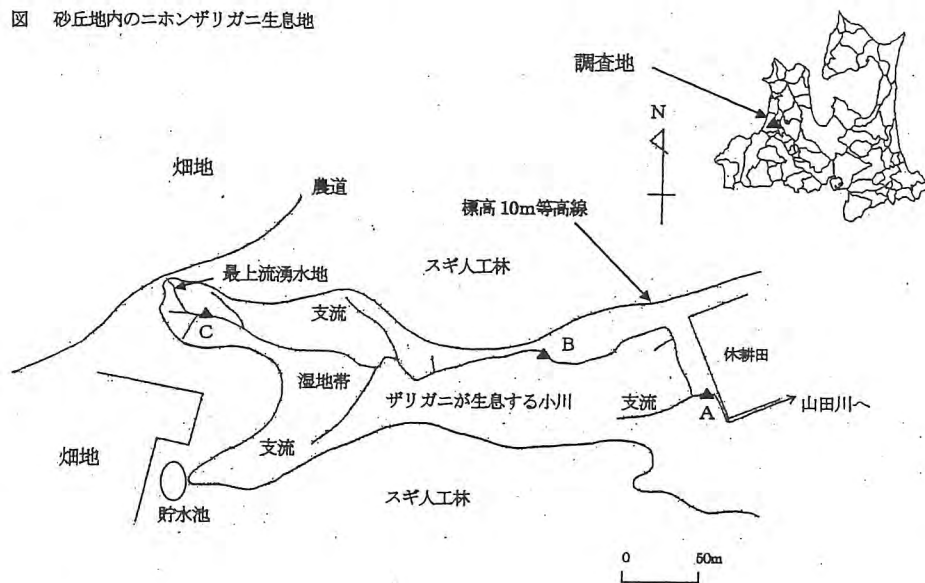 図 砂丘地内のニホンザリガニ生息地
調査地
N
畑地
農道
標高10m等高線
スギ人工林
最上流湧水地
支流
C
B
湿地帯
休耕田
ザリガニが生息する小川
支流
A
山田川へ
畑地
支流
スギ人工林
貯水池
0 50m